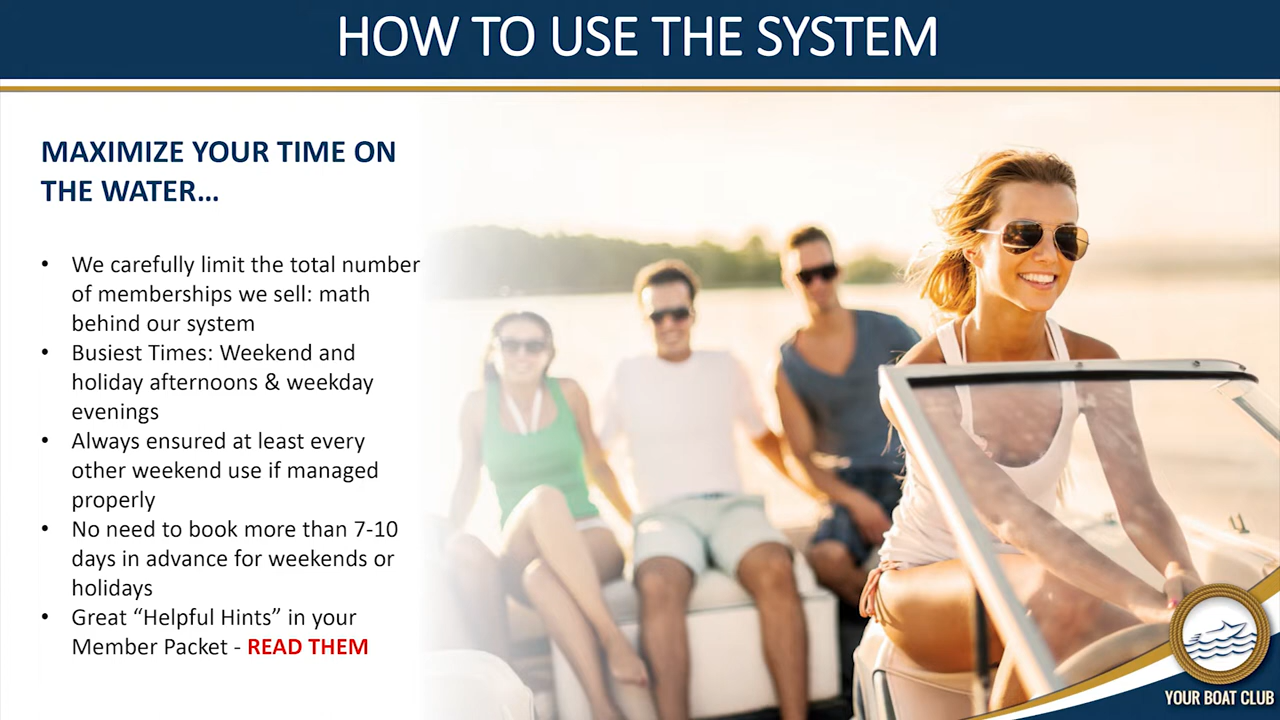 HOW TO USE THE SYSTEM
MAXIMIZE YOUR TIME ON
THE WATER...
• We carefully limit the total number
of memberships we sell: math
behind our system
• Busiest Times: Weekend and
holiday afternoons & weekday
evenings
• Always ensured at least every
other weekend use if managed
properly
• No need to book more than 7-10
days in advance for weekends or
holidays
• Great “Helpful Hints” in your
Member Packet - READ THEM
YOUR BOAT CLUB